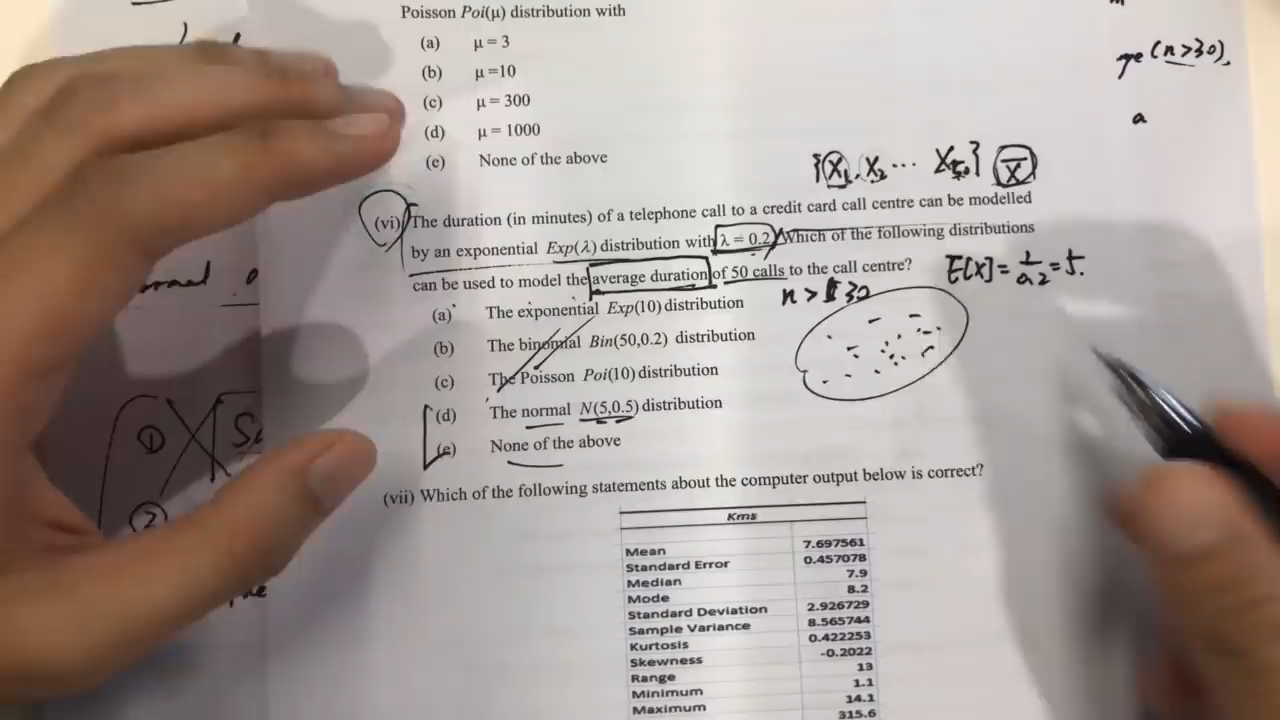 Poisson Poi(μ) distribution with
(a) μ = 3
(b) μ =10
(c) μ = 300
(d) μ = 1000
(e) None of the above
(n>30),
a
{X₁, X₂ ··· X₅₀} X̅
(vi) The duration (in minutes) of a telephone call to a credit card call centre can be modelled
by an exponential Exp(λ) distribution with λ = 0.2. Which of the following distributions
can be used to model the average duration of 50 calls to the call centre?
E[X] = 1/0.2 = 5.
n > 30
(a) The exponential Exp(10) distribution
(b) The binomial Bin(50,0.2) distribution
(c) The Poisson Poi(10) distribution
(d) The normal N(5,0.5) distribution
(e) None of the above
①
②
(vii) Which of the following statements about the computer output below is correct?
Kms
Mean 7.697561
Standard Error 0.457078
Median 7.9
Mode 8.2
Standard Deviation 2.926729
Sample Variance 8.565744
Kurtosis 0.422253
Skewness -0.2022
Range 13
Minimum 1.1
Maximum 14.1
315.6